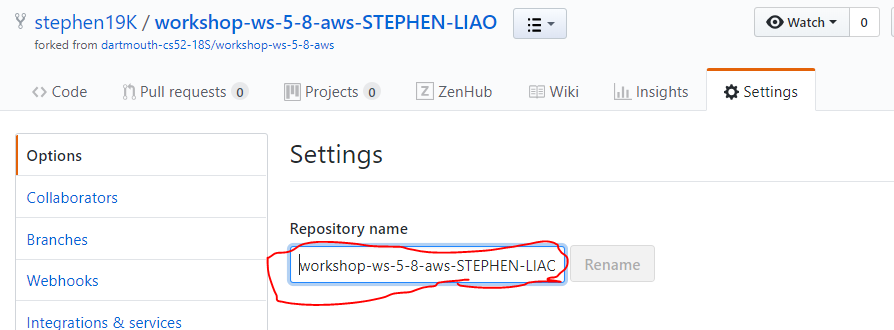 stephen19K / workshop-ws-5-8-aws-STEPHEN-LIAO
Watch 0
forked from dartmouth-cs52-18S/workshop-ws-5-8-aws
Code Pull requests 0 Projects 0 ZenHub Wiki Insights Settings
Options
Collaborators
Branches
Webhooks
Integrations & services
Settings
Repository name
workshop-ws-5-8-aws-STEPHEN-LIAC
Rename